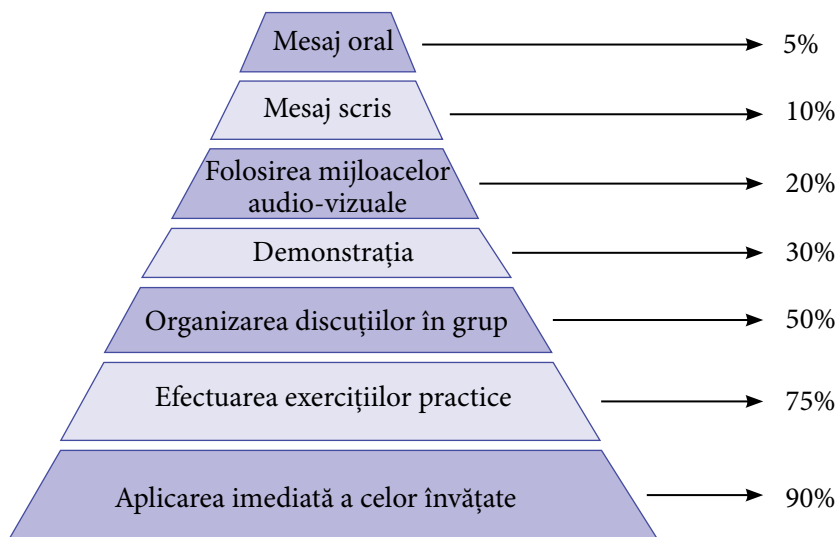 Mesaj oral 5%
Mesaj scris 10%
Folosirea mijloacelor
audio-vizuale 20%
Demonstrația 30%
Organizarea discuțiilor în grup 50%
Efectuarea exercițiilor practice 75%
Aplicarea imediată a celor învățate 90%